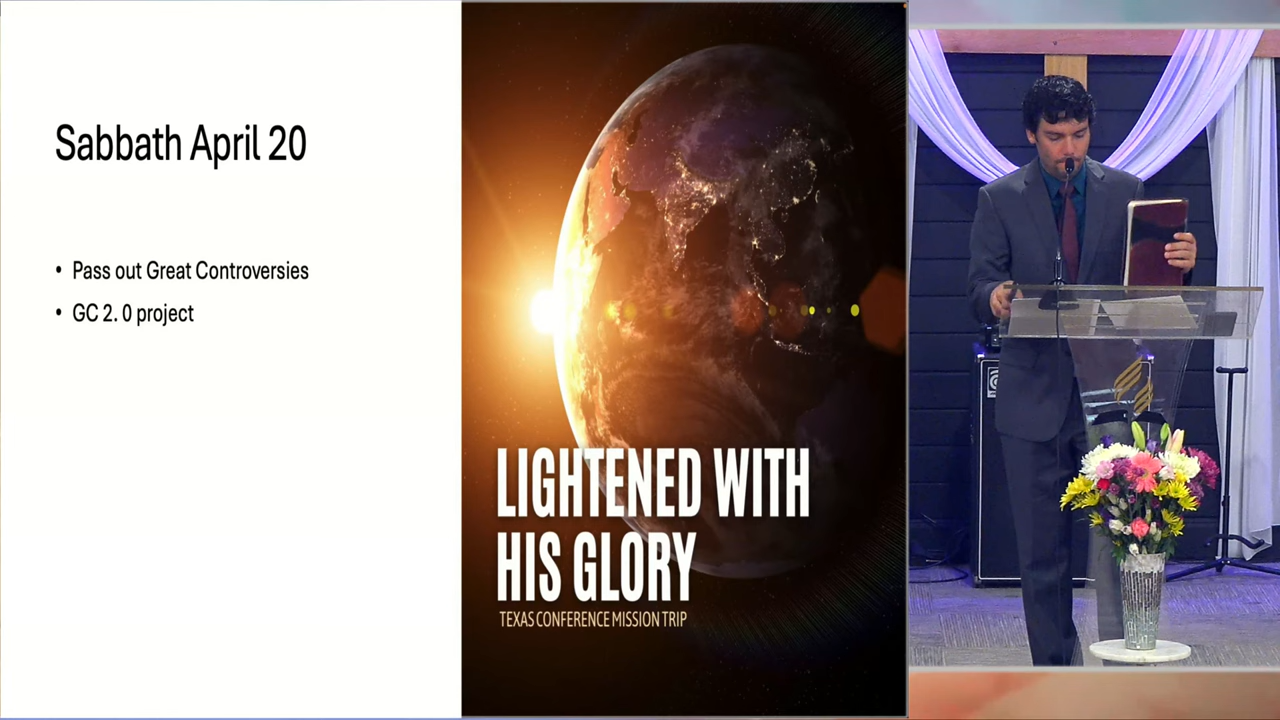 Sabbath April 20
• Pass out Great Controversies
• GC 2. 0 project
LIGHTENED WITH
HIS GLORY
TEXAS CONFERENCE MISSION TRIP